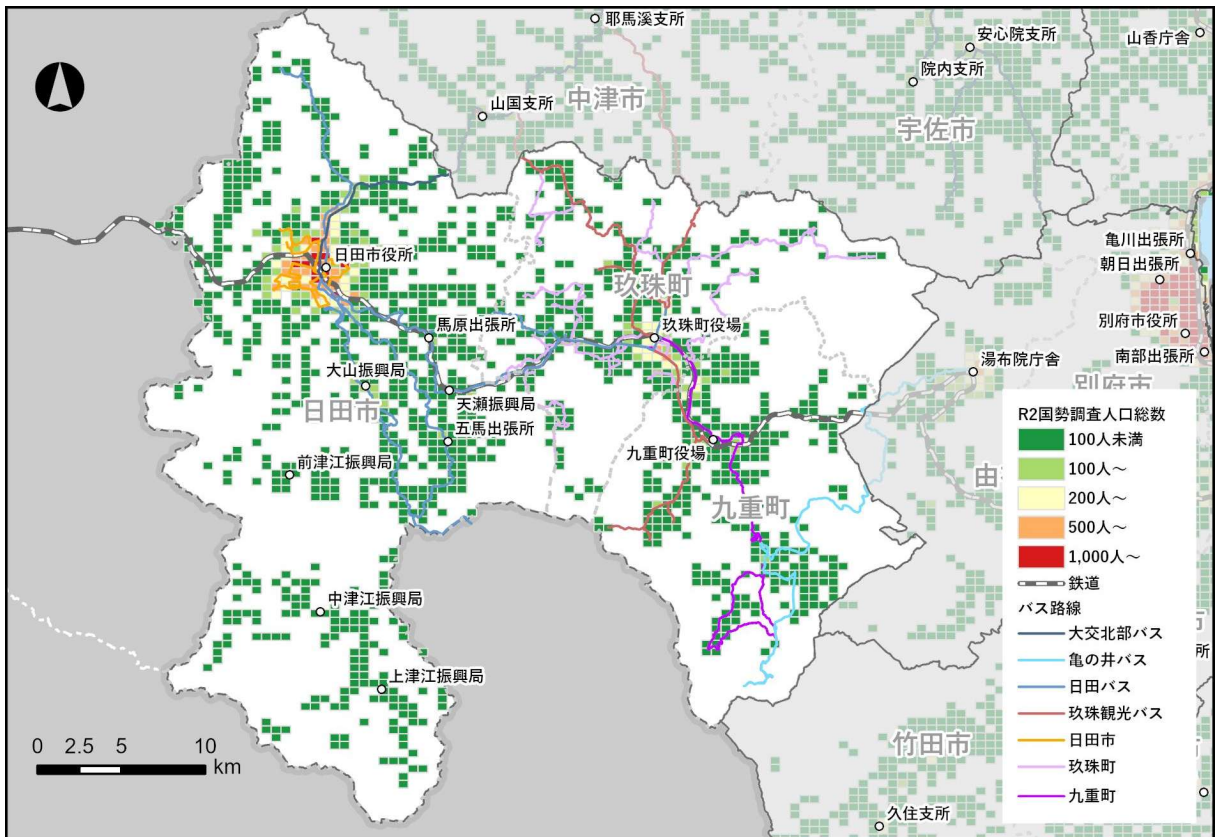 耶馬溪支所
安心院支所
山香庁舎
院内支所
中津市
山国支所
宇佐市
亀川出張所
日田市役所
朝日出張所
玖珠町
馬原出張所
玖珠町役場
別府市役所
南部出張所
湯布院庁舎
大山振興局
別府市
天瀬振興局
日田市
五馬出張所
九重町役場
前津江振興局
由
九重町
中津江振興局
上津江振興局
竹田市
久住支所
R2国勢調査人口総数
100人未満
100人~
200人~
500人~
1,000人~
鉄道
バス路線
大交北部バス
亀の井バス
日田バス
玖珠観光バス
日田市
玖珠町
九重町
市
所
0 2.5 5 10
km